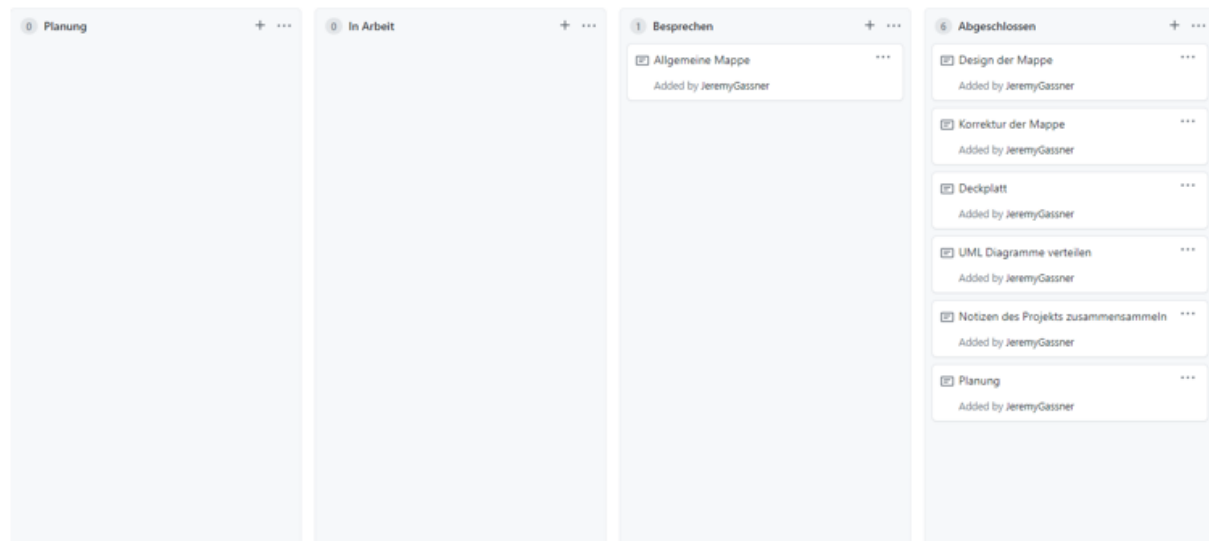 0 Planung
0 In Arbeit
1 Besprechen
Allgemeine Mappe
Added by JeremyGassner
6 Abgeschlossen
Design der Mappe
Added by JeremyGassner
Korrektur der Mappe
Added by JeremyGassner
Deckplatt
Added by JeremyGassner
UML Diagramme verteilen
Added by JeremyGassner
Notizen des Projekts zusammensammeln
Added by JeremyGassner
Planung
Added by JeremyGassner